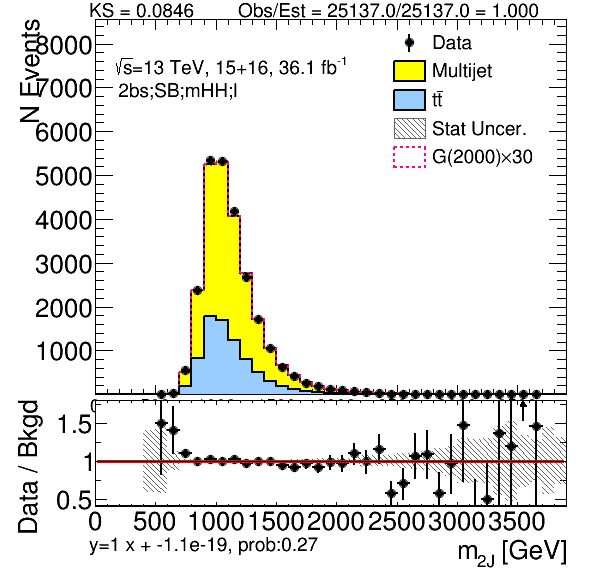 KS = 0.0846 Obs/Est = 25137.0/25137.0 = 1.000
N Events
8000
7000
6000
5000
4000
3000
2000
1000
√s=13 TeV, 15+16, 36.1 fb⁻¹
2bs;SB;mHH;l
Data
Multijet
tt̄
Stat Uncer.
G(2000)×30
Data / Bkgd
1.5
1
0.5
0 500 1000 1500 2000 2500 3000 3500
y=1 x + -1.1e-19, prob:0.27
m₂J [GeV]